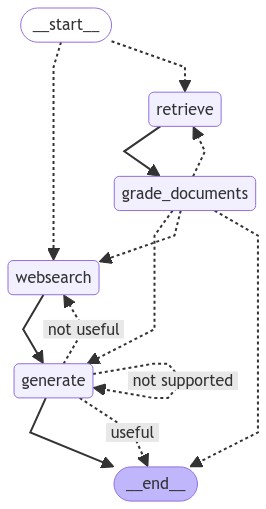 __start__
retrieve
grade_documents
websearch
not useful
generate
not supported
useful
__end__